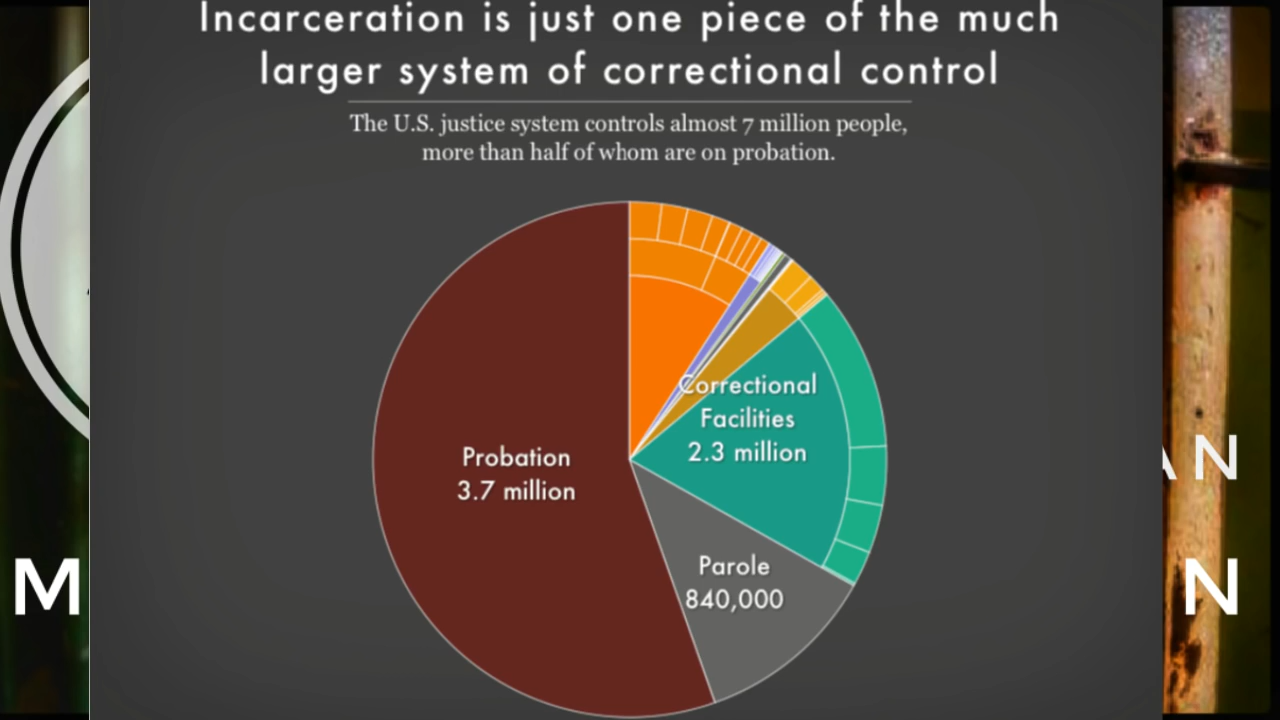 Incarceration is just one piece of the much
larger system of correctional control
The U.S. justice system controls almost 7 million people,
more than half of whom are on probation.
Correctional
Facilities
2.3 million
Probation
3.7 million
Parole
840,000
AN
M
N